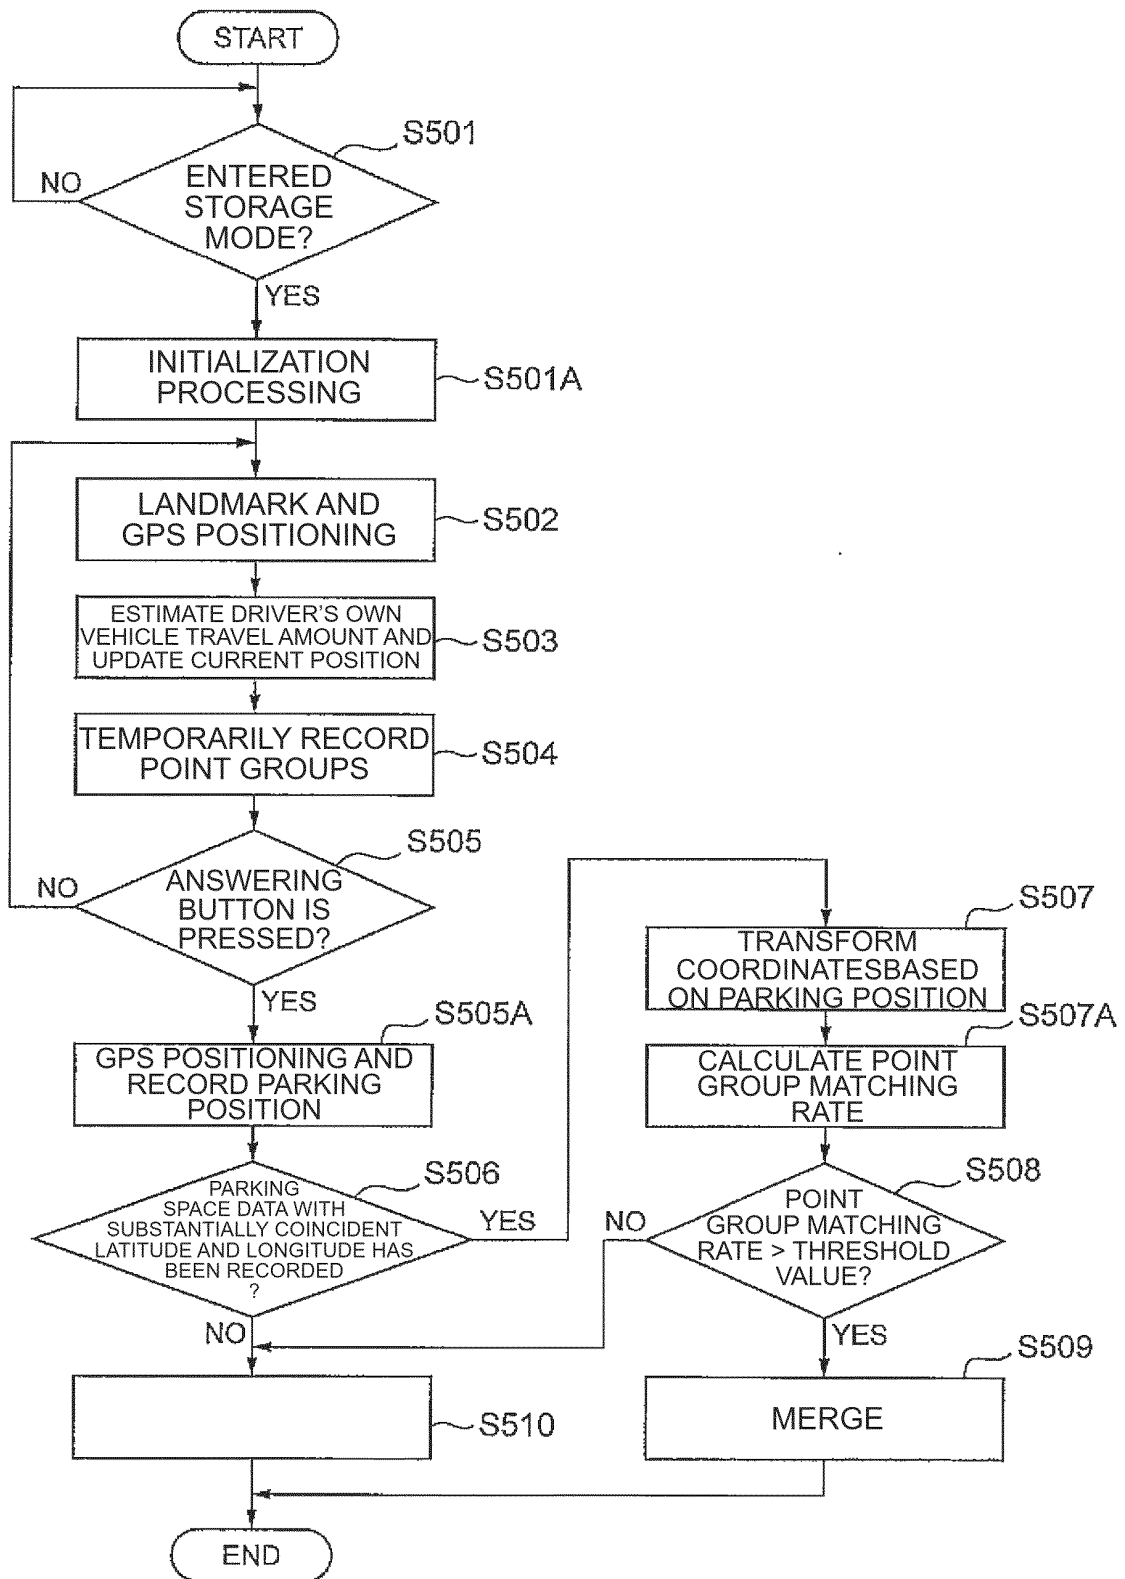 START
S501
NO
ENTERED
STORAGE
MODE?
YES
INITIALIZATION
PROCESSING
S501A
LANDMARK AND
GPS POSITIONING
S502
ESTIMATE DRIVER'S OWN
VEHICLE TRAVEL AMOUNT AND
UPDATE CURRENT POSITION
S503
TEMPORARILY RECORD
POINT GROUPS
S504
S505
NO
ANSWERING
BUTTON IS
PRESSED?
YES
S505A
GPS POSITIONING AND
RECORD PARKING
POSITION
S506
PARKING
SPACE DATA WITH
SUBSTANTIALLY COINCIDENT
LATITUDE AND LONGITUDE HAS
BEEN RECORDED
?
YES
NO
S510
S507
TRANSFORM
COORDINATESBASED
ON PARKING POSITION
S507A
CALCULATE POINT
GROUP MATCHING
RATE
S508
NO
POINT
GROUP MATCHING
RATE > THRESHOLD
VALUE?
YES
S509
MERGE
END